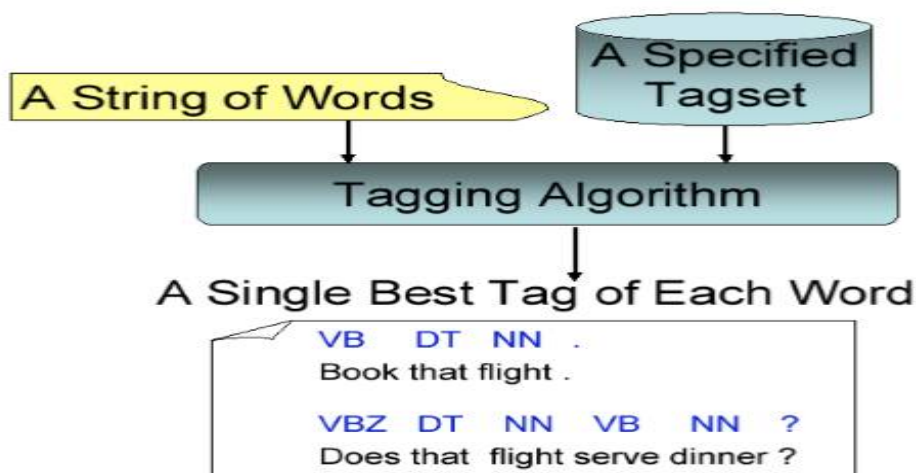 A String of Words
A Specified
Tagset
Tagging Algorithm
A Single Best Tag of Each Word
VB DT NN .
Book that flight .
VBZ DT NN VB NN ?
Does that flight serve dinner ?